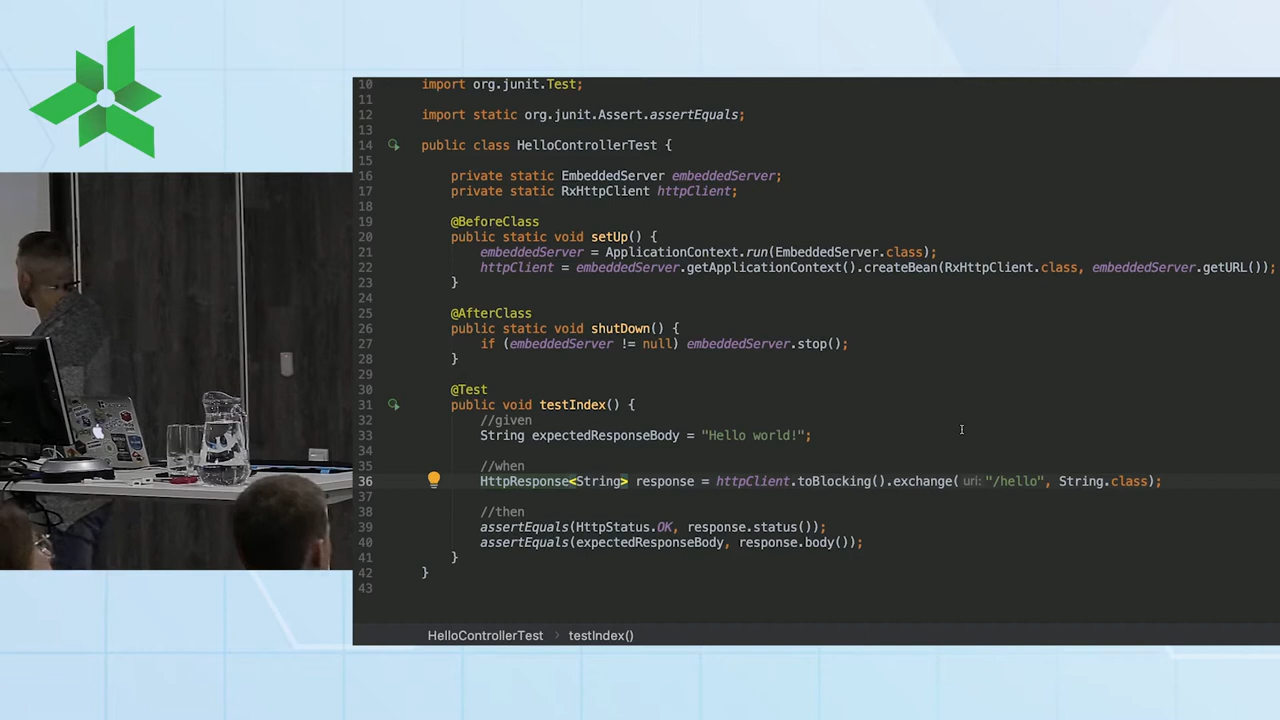 10 import org.junit.Test;
11
12 import static org.junit.Assert.assertEquals;
13
14 public class HelloControllerTest {
15
16 private static EmbeddedServer embeddedServer;
17 private static RxHttpClient httpClient;
18
19 @BeforeClass
20 public static void setUp() {
21 embeddedServer = ApplicationContext.run(EmbeddedServer.class);
22 httpClient = embeddedServer.getApplicationContext().createBean(RxHttpClient.class, embeddedServer.getURL());
23 }
24
25 @AfterClass
26 public static void shutDown() {
27 if (embeddedServer != null) embeddedServer.stop();
28 }
29
30 @Test
31 public void testIndex() {
32 //given
33 String expectedResponseBody = "Hello world!";
34
35 //when
36 HttpResponse<String> response = httpClient.toBlocking().exchange( uri: "/hello", String.class);
37
38 //then
39 assertEquals(HttpStatus.OK, response.status());
40 assertEquals(expectedResponseBody, response.body());
41 }
42 }
43
HelloControllerTest › testIndex()